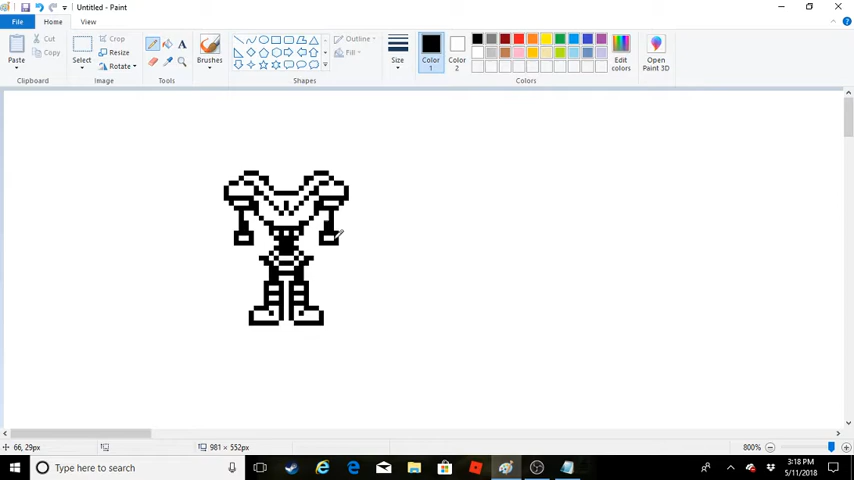 Untitled - Paint
File
Home
View
Paste
Cut
Copy
Clipboard
Select
Crop
Resize
Rotate
Image
A
Tools
Brushes
Outline
Fill
Shapes
Size
Color
1
Color
2
Edit
colors
Open
Paint 3D
Colors
66, 29px
981 × 552px
800%
Type here to search
3:18 PM
5/11/2018